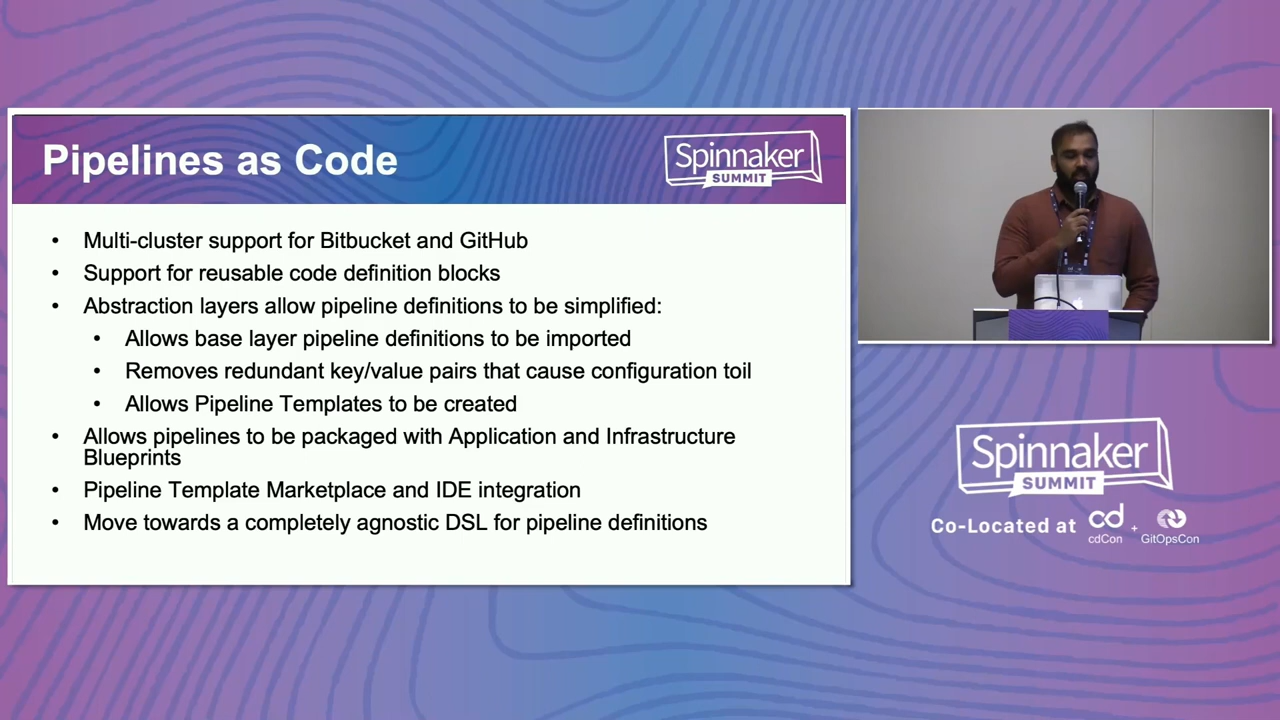 Pipelines as Code
Spinnaker
SUMMIT
• Multi-cluster support for Bitbucket and GitHub
• Support for reusable code definition blocks
• Abstraction layers allow pipeline definitions to be simplified:
• Allows base layer pipeline definitions to be imported
• Removes redundant key/value pairs that cause configuration toil
• Allows Pipeline Templates to be created
• Allows pipelines to be packaged with Application and Infrastructure
Blueprints
• Pipeline Template Marketplace and IDE integration
• Move towards a completely agnostic DSL for pipeline definitions
Spinnaker
SUMMIT
Co-Located at cd + 
cdCon GitOpsCon